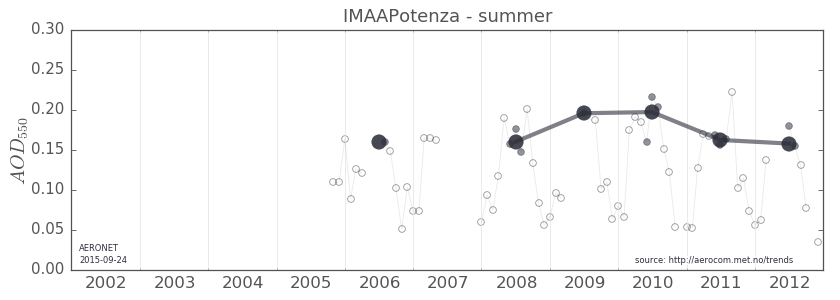 IMAAPotenza - summer
0.30
0.25
0.20
0.15
0.10
0.05
0.00
AOD550
AERONET
2015-09-24
source: http://aerocom.met.no/trends
2002 2003 2004 2005 2006 2007 2008 2009 2010 2011 2012